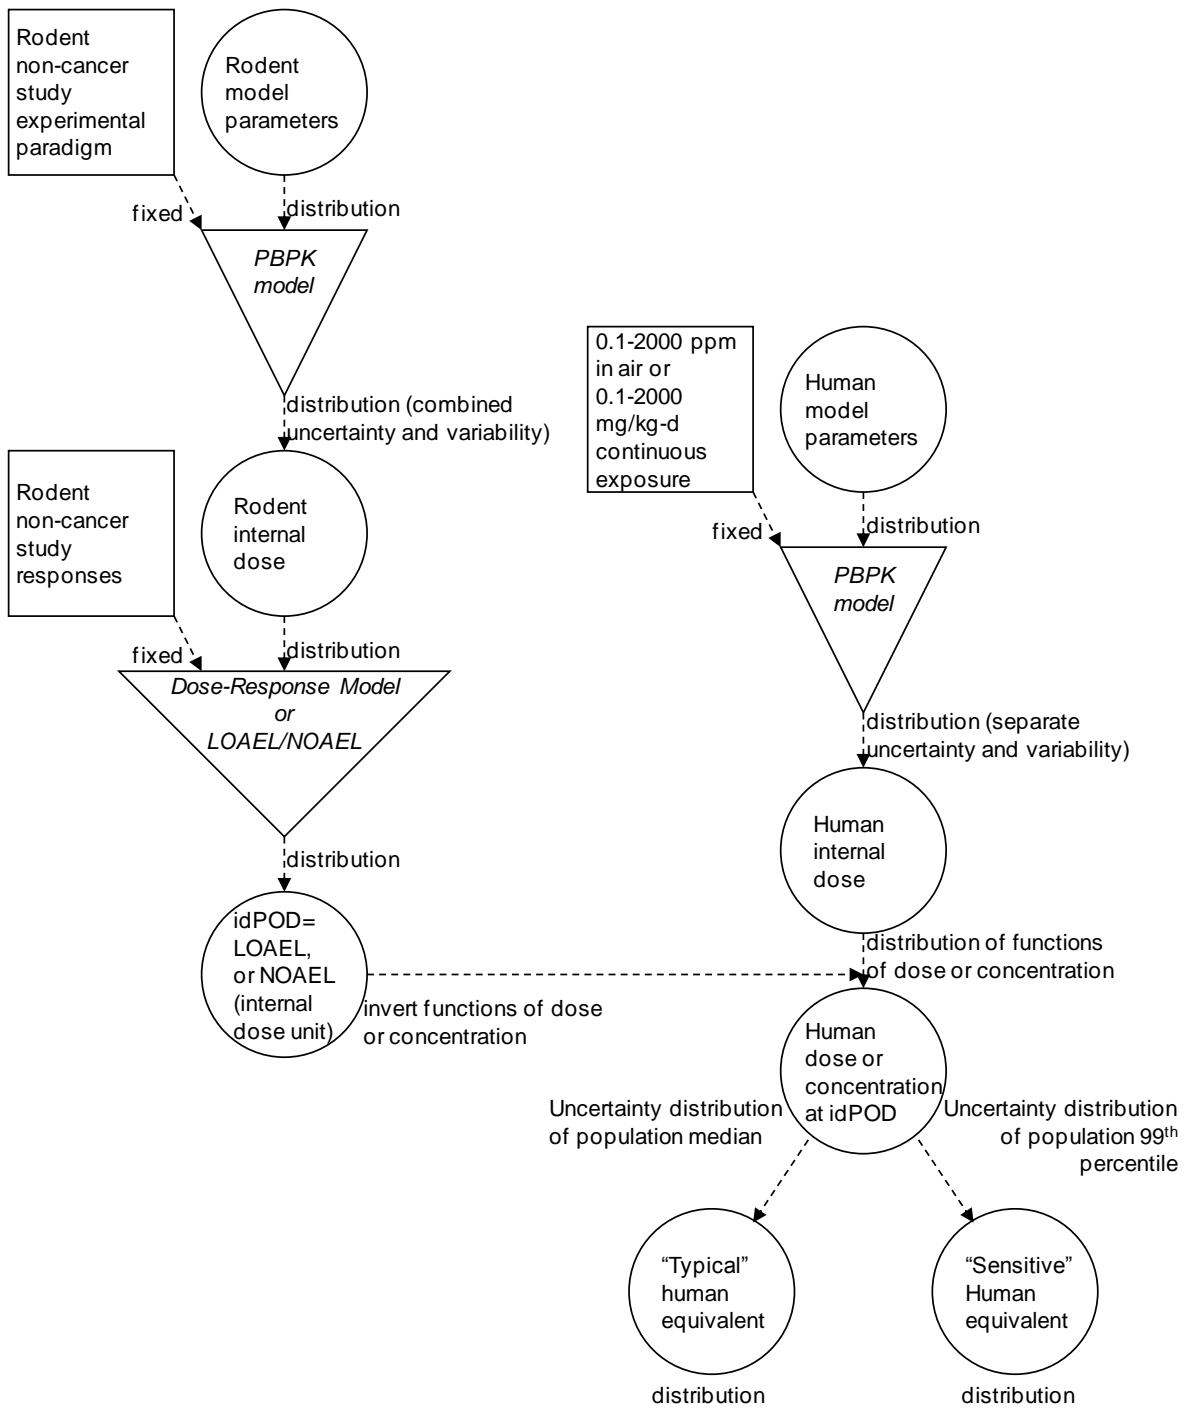 Rodent
non-cancer
study
experimental
paradigm
Rodent
model
parameters
fixed
distribution
PBPK
model
distribution (combined
uncertainty and variability)
Rodent
non-cancer
study
responses
Rodent
internal
dose
fixed
distribution
Dose-Response Model
or
LOAEL/NOAEL
distribution
idPOD=
LOAEL,
or NOAEL
(internal
dose unit)
invert functions of dose
or concentration
0.1-2000 ppm
in air or
0.1-2000
mg/kg-d
continuous
exposure
Human
model
parameters
fixed
distribution
PBPK
model
distribution (separate
uncertainty and variability)
Human
internal
dose
distribution of functions
of dose or concentration
Human
dose or
concentration
at idPOD
Uncertainty distribution
of population median
Uncertainty distribution
of population 99th
percentile
“Typical”
human
equivalent
“Sensitive”
Human
equivalent
distribution
distribution